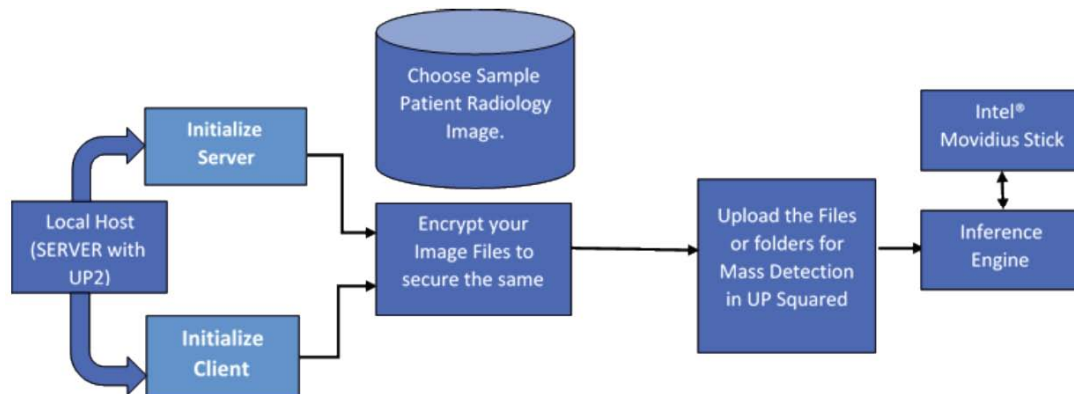 Choose Sample
Patient Radiology
Image.
Initialize
Server
Local Host
(SERVER with
UP2)
Initialize
Client
Encrypt your
Image Files to
secure the same
Upload the Files
or folders for
Mass Detection
in UP Squared
Intel®
Movidius Stick
Inference
Engine